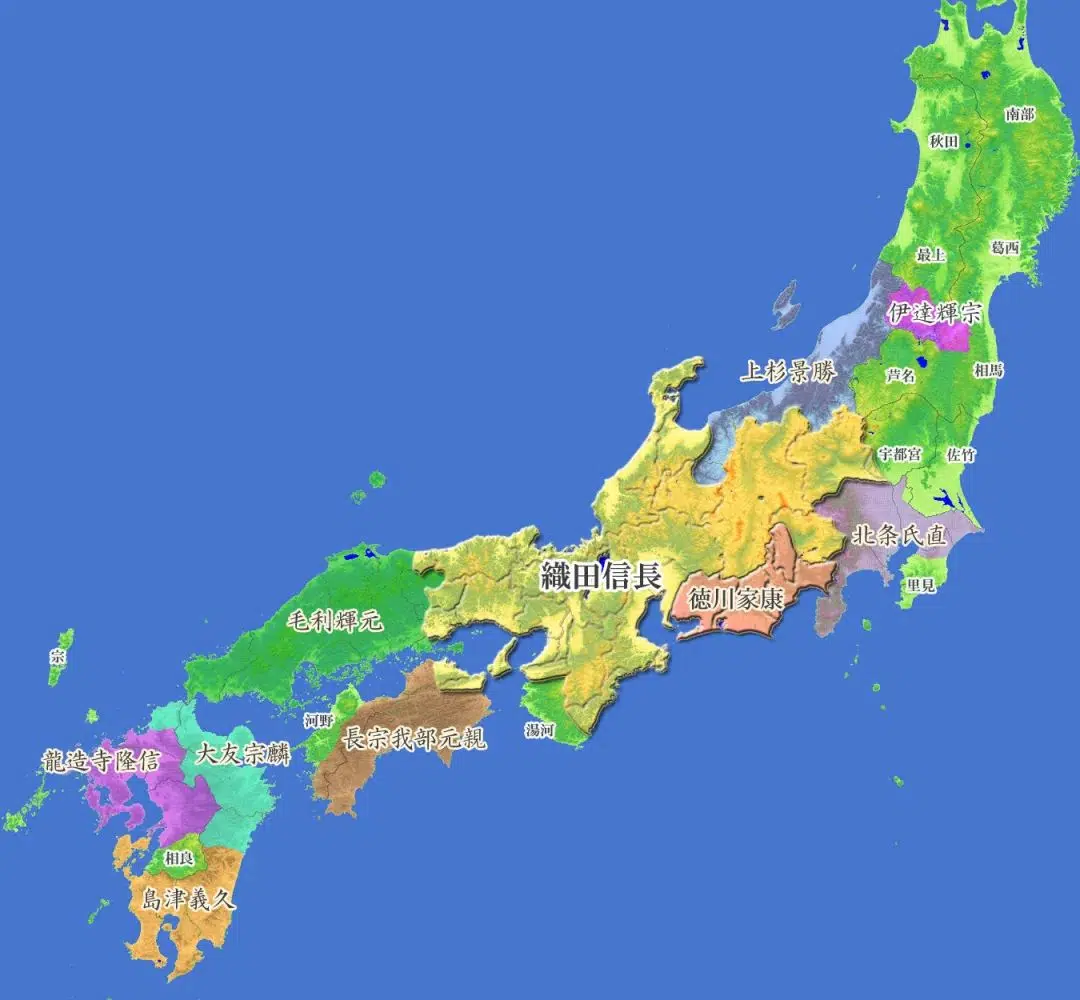 南部
秋田
最上
葛西
伊達輝宗
上杉景勝
芦名
相馬
宇都宮
佐竹
北条氏直
織田信長
里見
徳川家康
毛利輝元
宗
河野
湯河
長宗我部元親
大友宗麟
龍造寺隆信
相良
島津義久